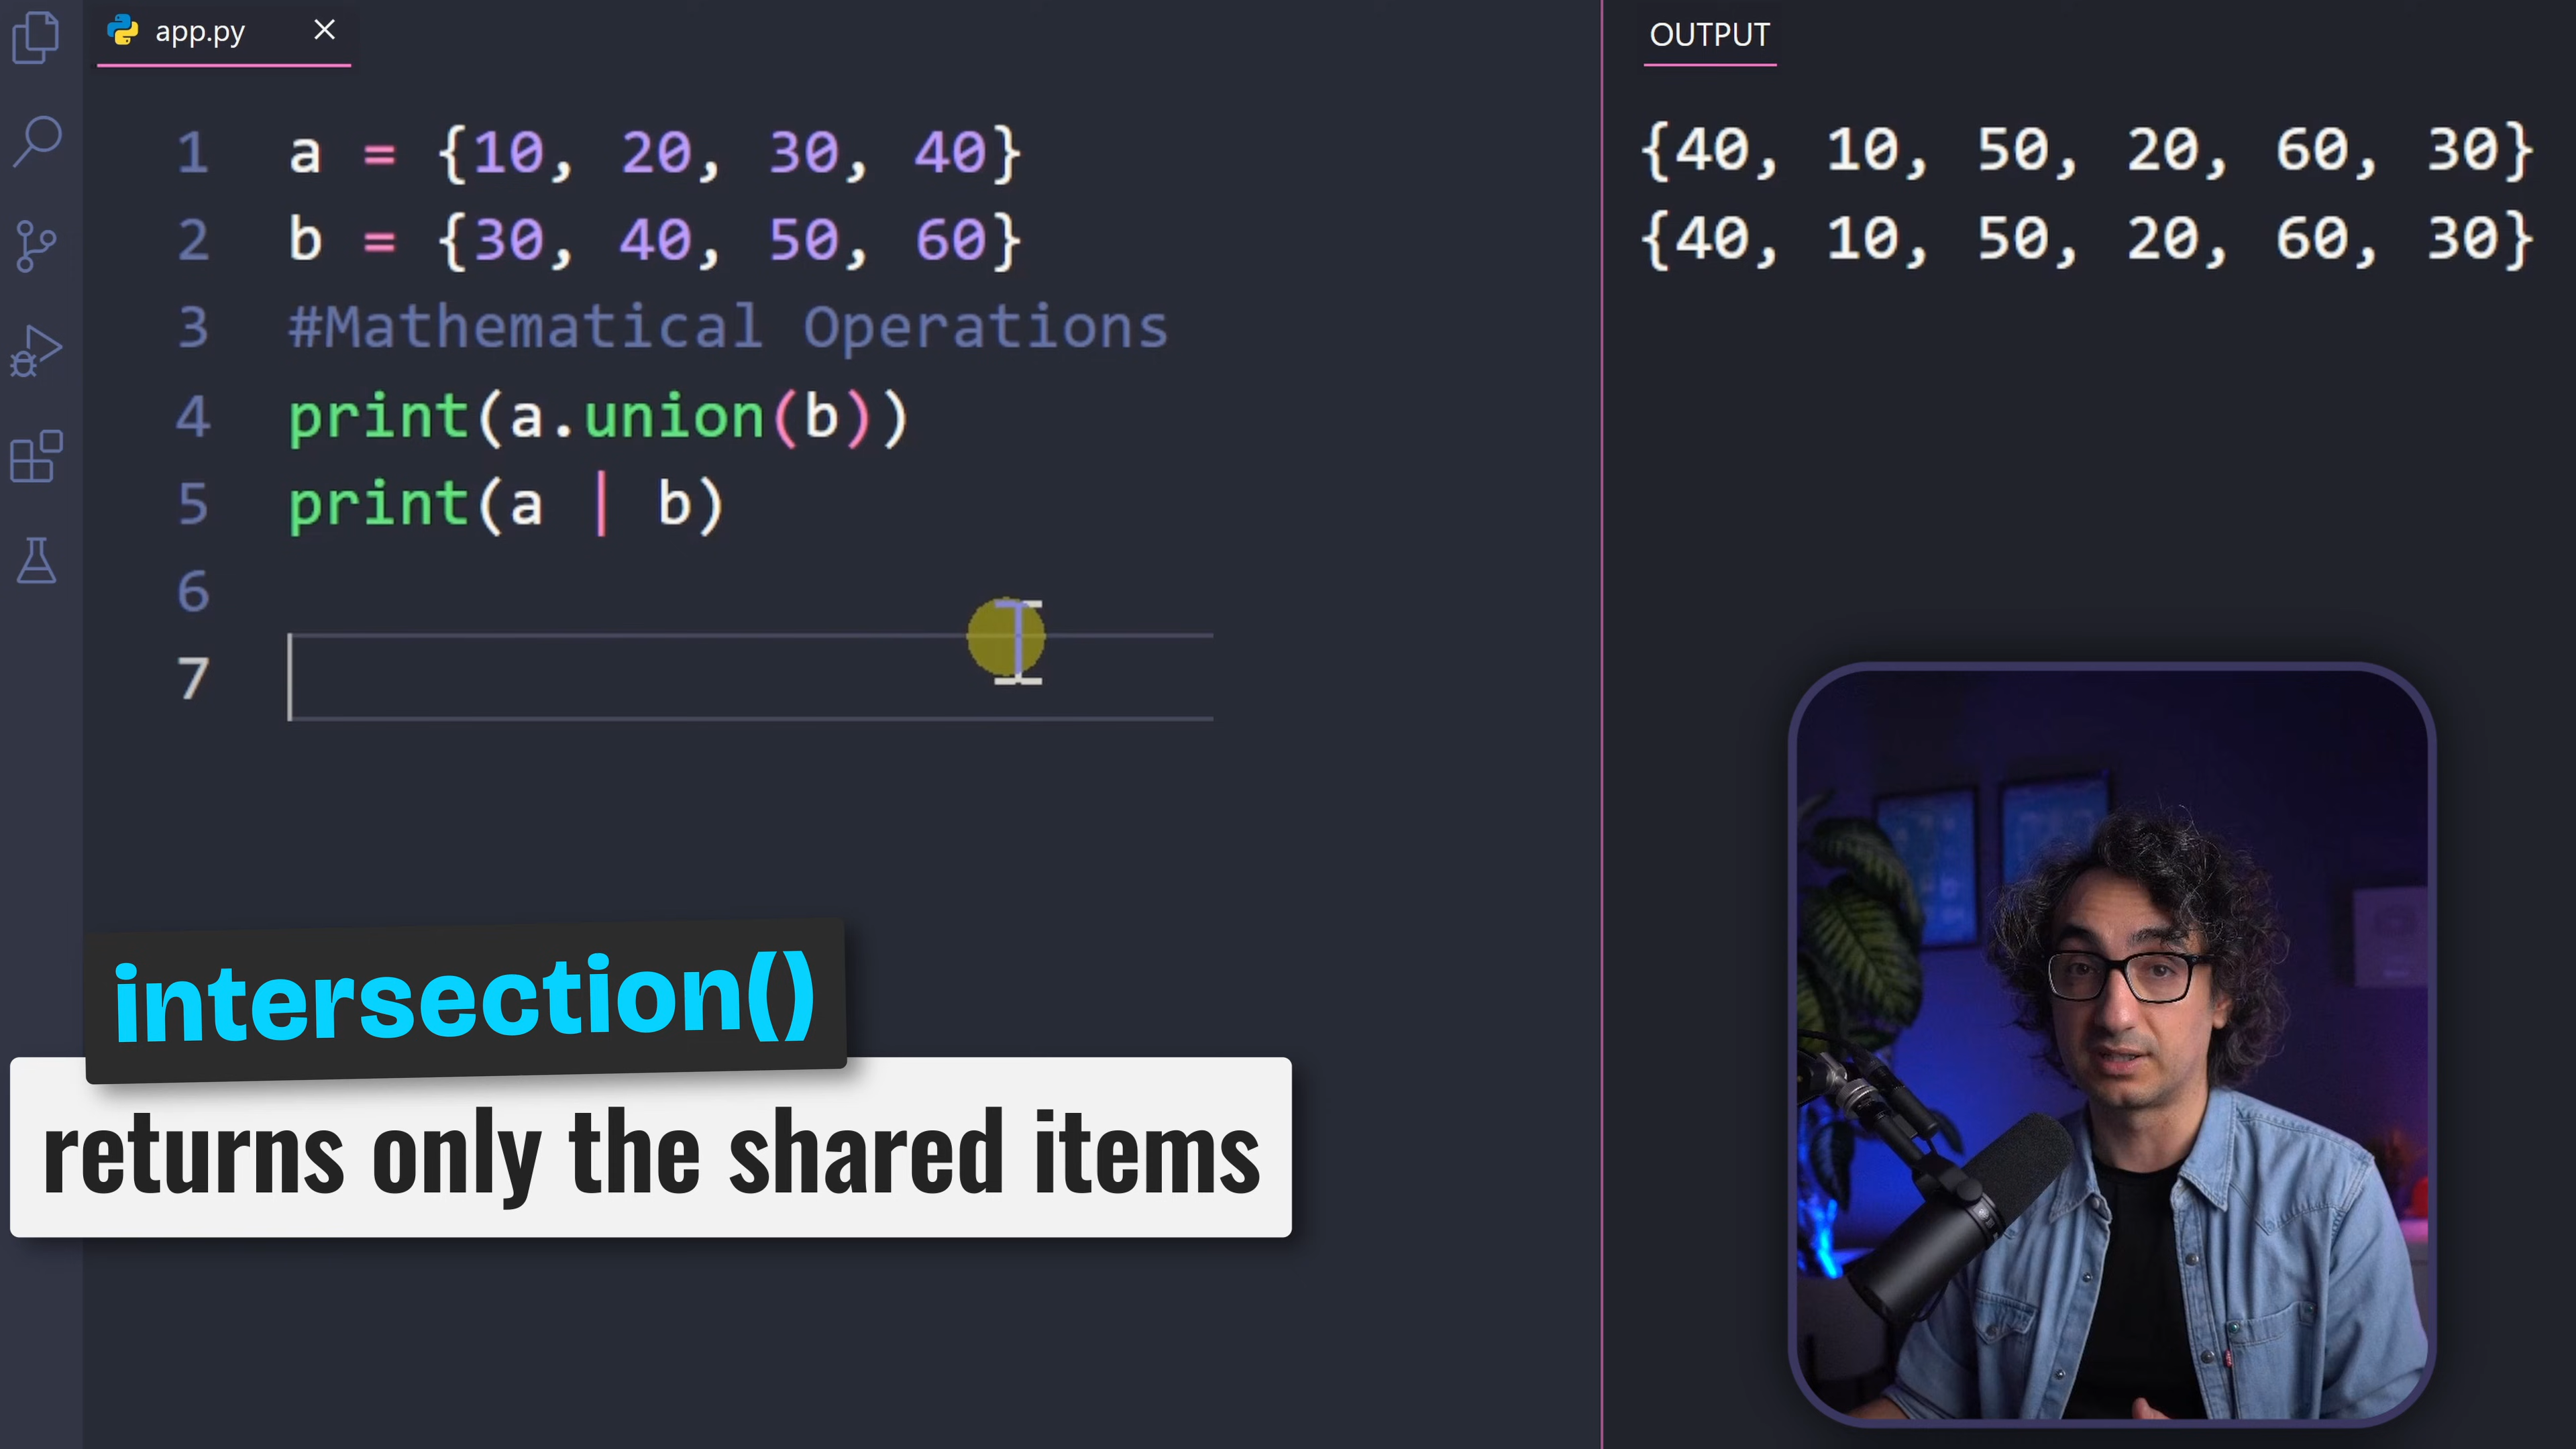 app.py
OUTPUT
1 a = {10, 20, 30, 40}
2 b = {30, 40, 50, 60}
3 #Mathematical Operations
4 print(a.union(b))
5 print(a | b)
6
7
{40, 10, 50, 20, 60, 30}
{40, 10, 50, 20, 60, 30}
intersection()
returns only the shared items